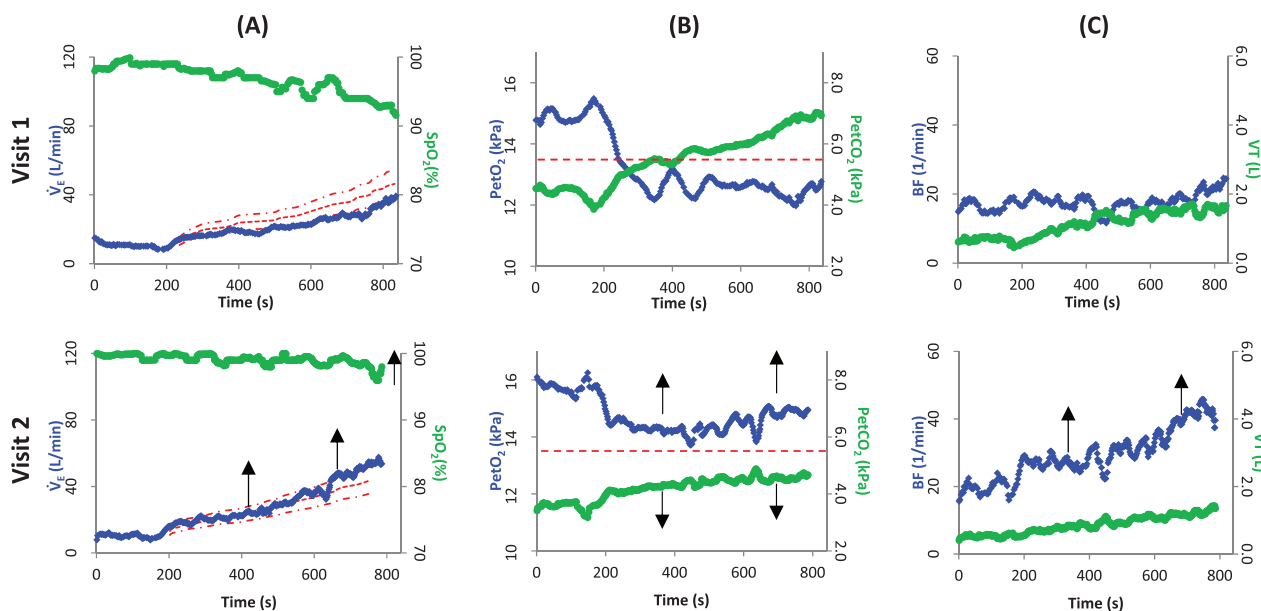 (A)
(B)
(C)
Visit 1
120
80
40
0
V̇E (L/min)
100
90
80
70
SpO2(%)
0 200 400 600 800
Time (s)
16
14
12
10
PetO2 (kPa)
8.0
6.0
4.0
2.0
PetCO2 (kPa)
0 200 400 600 800
Time (s)
60
40
20
0
BF (1/min)
6.0
4.0
2.0
0.0
VT (L)
0 200 400 600 800
Time (s)
Visit 2
120
80
40
0
V̇E (L/min)
100
90
80
70
SpO2(%)
0 200 400 600 800
Time (s)
16
14
12
10
PetO2 (kPa)
8.0
6.0
4.0
2.0
PetCO2 (kPa)
0 200 400 600 800
Time (s)
60
40
20
0
BF (1/min)
6.0
4.0
2.0
0.0
VT (L)
0 200 400 600 800
Time (s)